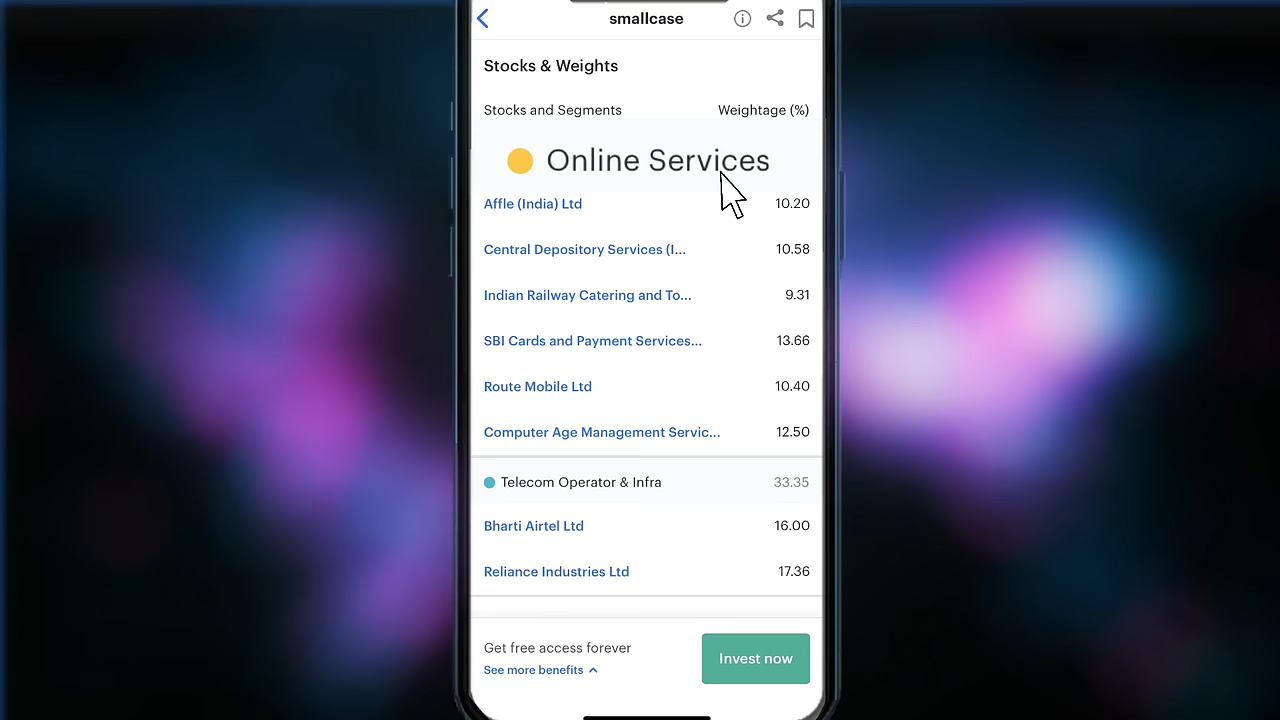 smallcase
Stocks & Weights
Stocks and Segments Weightage (%)
Online Services
Affle (India) Ltd 10.20
Central Depository Services (I... 10.58
Indian Railway Catering and To... 9.31
SBI Cards and Payment Services... 13.66
Route Mobile Ltd 10.40
Computer Age Management Servic... 12.50
Telecom Operator & Infra 33.35
Bharti Airtel Ltd 16.00
Reliance Industries Ltd 17.36
Get free access forever
See more benefits
Invest now